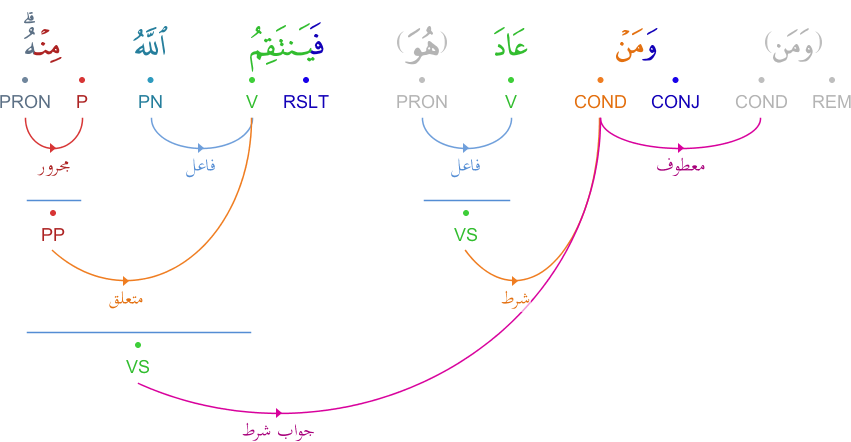 (وَمَن) وَمَنْ عَادَ (هُوَ) فَيَنتَقِمُ ٱللَّهُ مِنْهُ ۗ
REM COND CONJ COND V PRON RSLT V PN P PRON
معطوف فاعل فاعل مجرور
VS PP
شرط متعلق
VS
جواب شرط